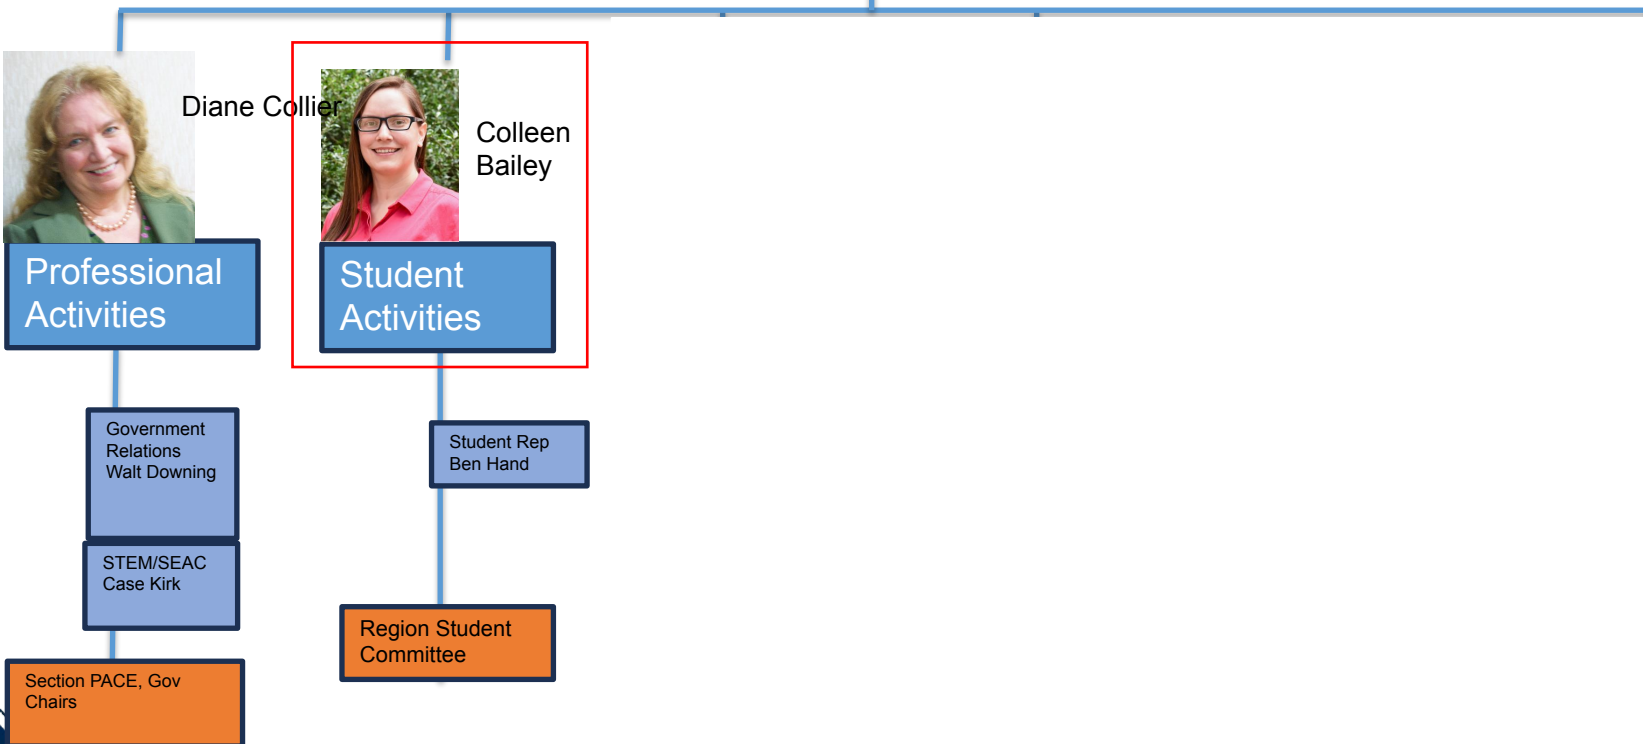 Diane Collier
Colleen
Bailey
Professional
Activities
Student
Activities
Government
Relations
Walt Downing
Student Rep
Ben Hand
STEM/SEAC
Case Kirk
Region Student
Committee
Section PACE, Gov
Chairs